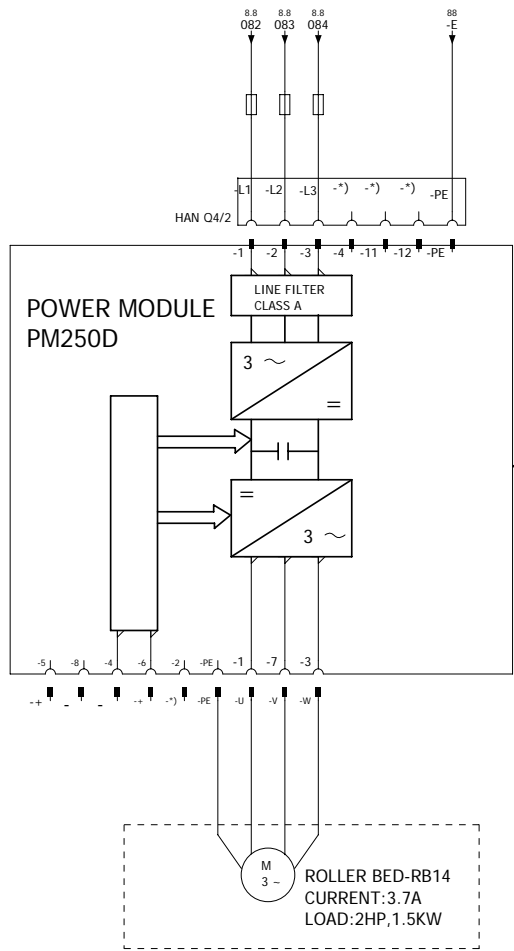 8.8 8.8 8.8 88
082 083 084 -E
-L1 -L2 -L3 -*) -*) -*) -PE
HAN Q4/2
-1 -2 -3 -4 -11 -12 -PE
LINE FILTER
CLASS A
POWER MODULE
PM250D
3 ~
=
=
3 ~
-5 -8 -4 -6 -2 -PE -1 -7 -3
-+ - - -+ -*) -PE -U -V -W
M
3 ~
ROLLER BED-RB14
CURRENT:3.7A
LOAD:2HP,1.5KW